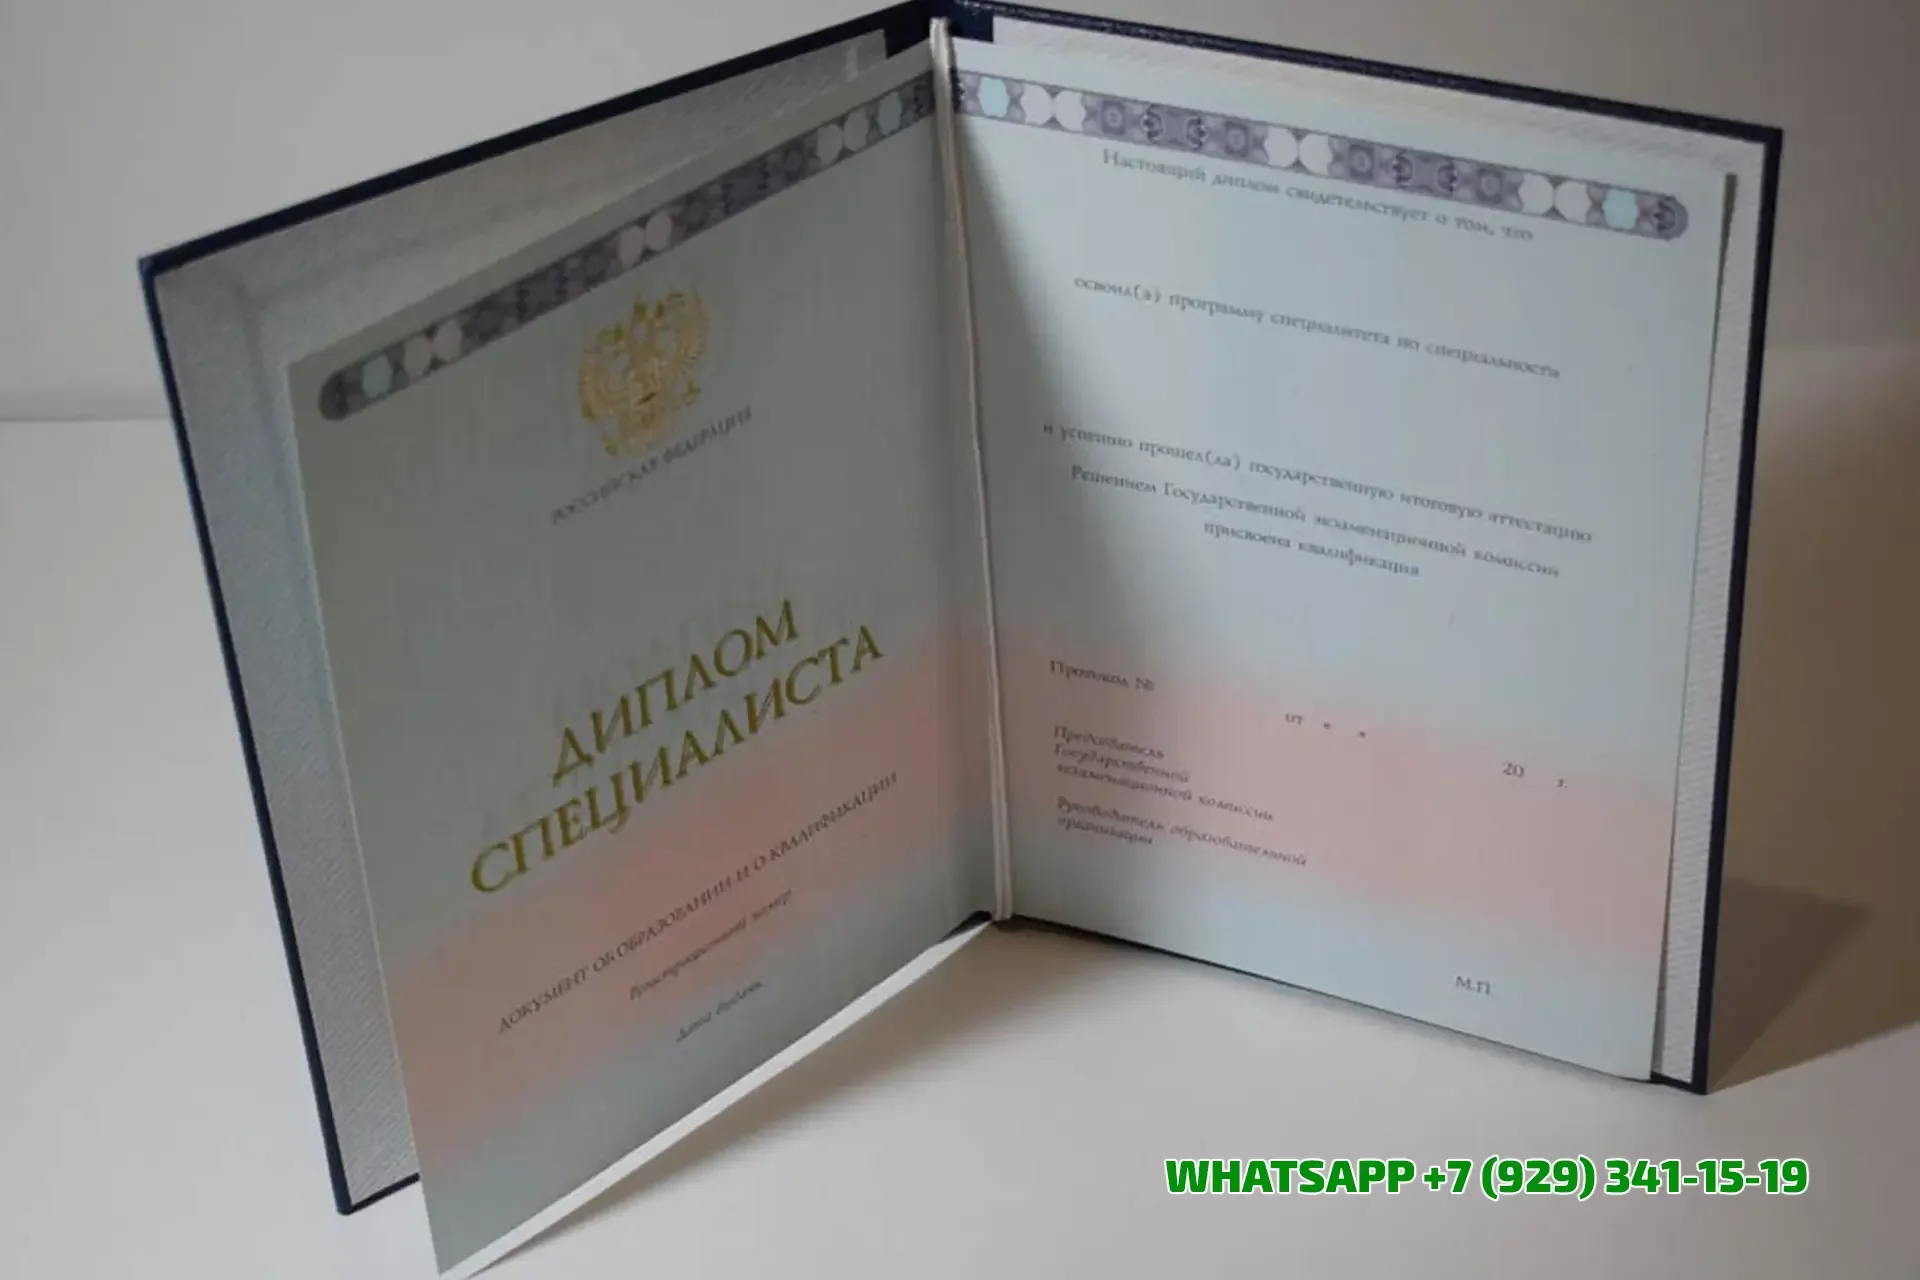 РОССИЙСКАЯ ФЕДЕРАЦИЯ
ДИПЛОМ
СПЕЦИАЛИСТА
ДОКУМЕНТ ОБ ОБРАЗОВАНИИ И О КВАЛИФИКАЦИИ
Регистрационный номер
Дата выдачи
Настоящий диплом свидетельствует о том, что
освоил(а) программу специалитета по специальности
и успешно прошел(ла) государственную итоговую аттестацию
Решением Государственной экзаменационной комиссии
присвоена квалификация
Протокол №
от « »
20 г.
Председатель
Государственной
экзаменационной комиссии
Руководитель образовательной
организации
М.П.
WHATSAPP +7 (929) 341-15-19